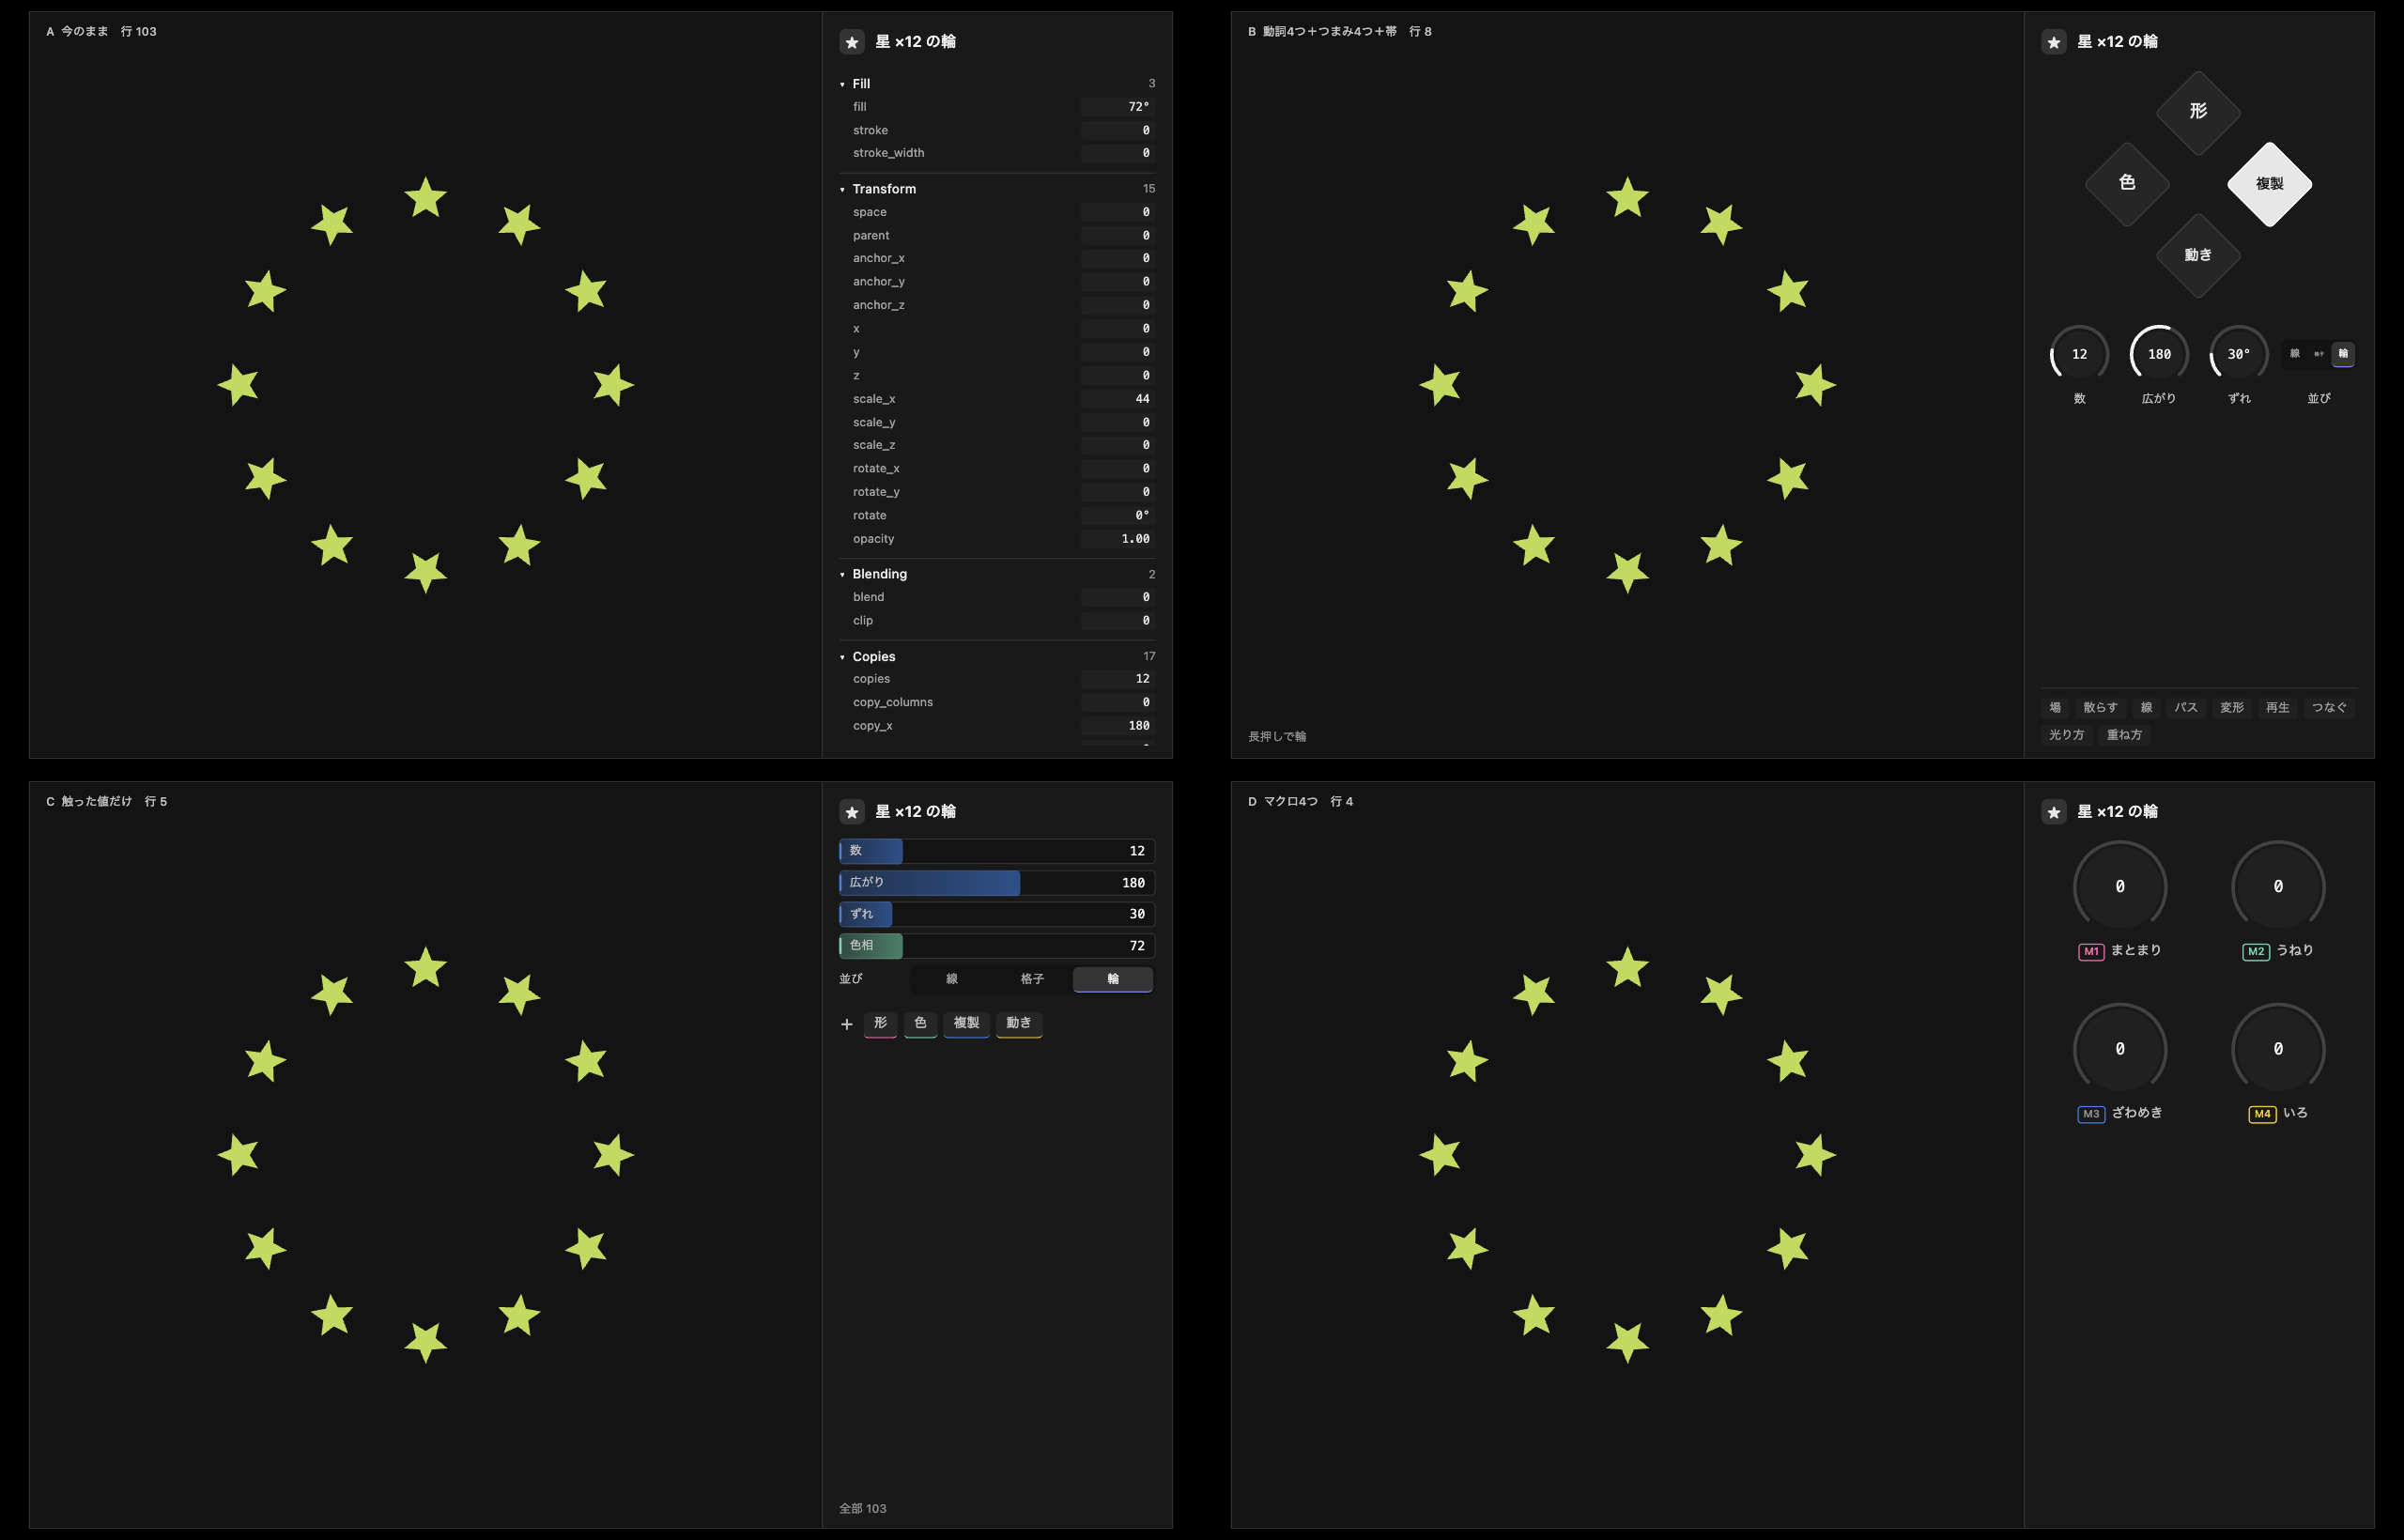 A 今のまま 行 103
星 ×12 の輪
Fill 3
fill 72°
stroke 0
stroke_width 0
Transform 15
space 0
parent 0
anchor_x 0
anchor_y 0
anchor_z 0
x 0
y 0
z 0
scale_x 44
scale_y 0
scale_z 0
rotate_x 0
rotate_y 0
rotate 0°
opacity 1.00
Blending 2
blend 0
clip 0
Copies 17
copies 12
copy_columns 0
copy_x 180
B 動詞4つ+つまみ4つ+帯 行 8
長押しで輪
星 ×12 の輪
形
色
複製
動き
12 180 30° 線 格子 輪
数 広がり ずれ 並び
場 散らす 線 パス 変形 再生 つなぐ
光り方 重ね方
C 触った値だけ 行 5
星 ×12 の輪
数 12
広がり 180
ずれ 30
色相 72
並び 線 格子 輪
+ 形 色 複製 動き
全部 103
D マクロ4つ 行 4
星 ×12 の輪
0 0
M1 まとまり M2 うねり
0 0
M3 ざわめき M4 いろ